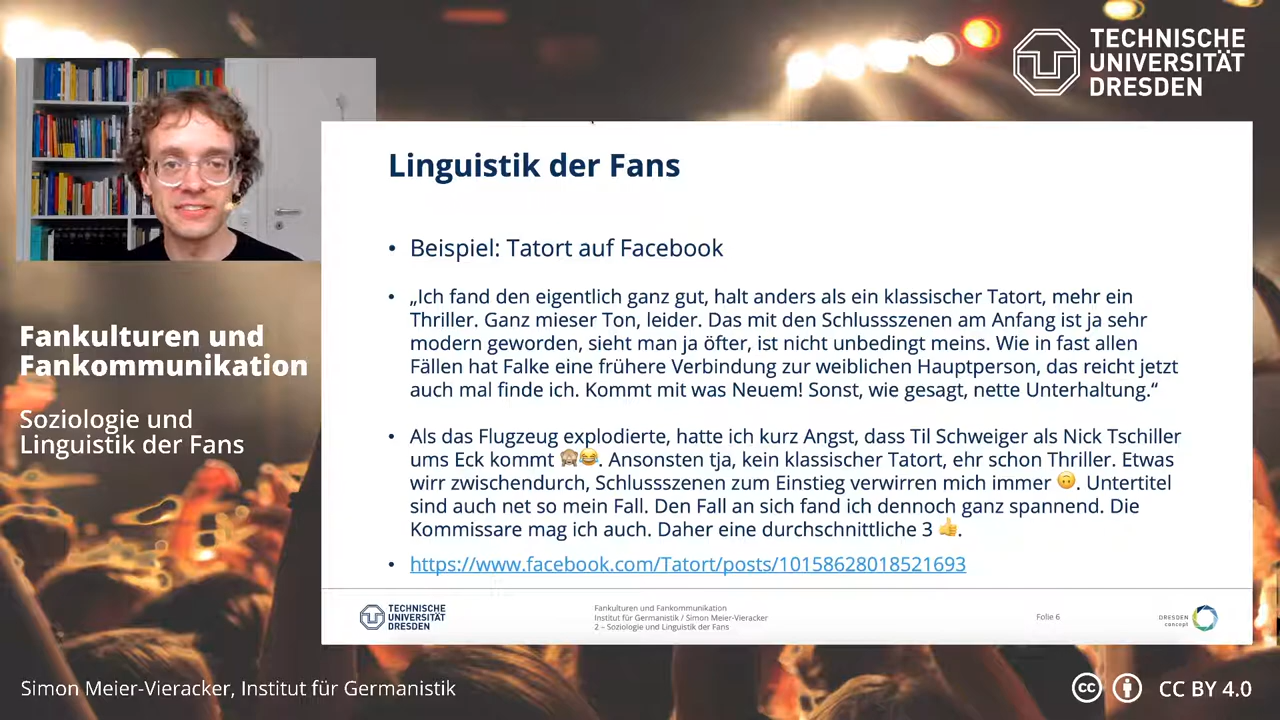 TECHNISCHE
UNIVERSITÄT
DRESDEN
Linguistik der Fans
• Beispiel: Tatort auf Facebook
• „Ich fand den eigentlich ganz gut, halt anders als ein klassischer Tatort, mehr ein
Thriller. Ganz mieser Ton, leider. Das mit den Schlussszenen am Anfang ist ja sehr
modern geworden, sieht man ja öfter, ist nicht unbedingt meins. Wie in fast allen
Fällen hat Falke eine frühere Verbindung zur weiblichen Hauptperson, das reicht jetzt
auch mal finde ich. Kommt mit was Neuem! Sonst, wie gesagt, nette Unterhaltung.“
• Als das Flugzeug explodierte, hatte ich kurz Angst, dass Til Schweiger als Nick Tschiller
ums Eck kommt 🙈😂. Ansonsten tja, kein klassischer Tatort, ehr schon Thriller. Etwas
wirr zwischendurch, Schlussszenen zum Einstieg verwirren mich immer 🙃. Untertitel
sind auch net so mein Fall. Den Fall an sich fand ich dennoch ganz spannend. Die
Kommissare mag ich auch. Daher eine durchschnittliche 3 👍.
• https://www.facebook.com/Tatort/posts/10158628018521693
TECHNISCHE
UNIVERSITÄT
DRESDEN
Fankulturen und Fankommunikation
Institut für Germanistik / Simon Meier-Vieracker
2 – Soziologie und Linguistik der Fans
Folie 6
DRESDEN
concept
Fankulturen und
Fankommunikation
Soziologie und
Linguistik der Fans
Simon Meier-Vieracker, Institut für Germanistik
cc CC BY 4.0